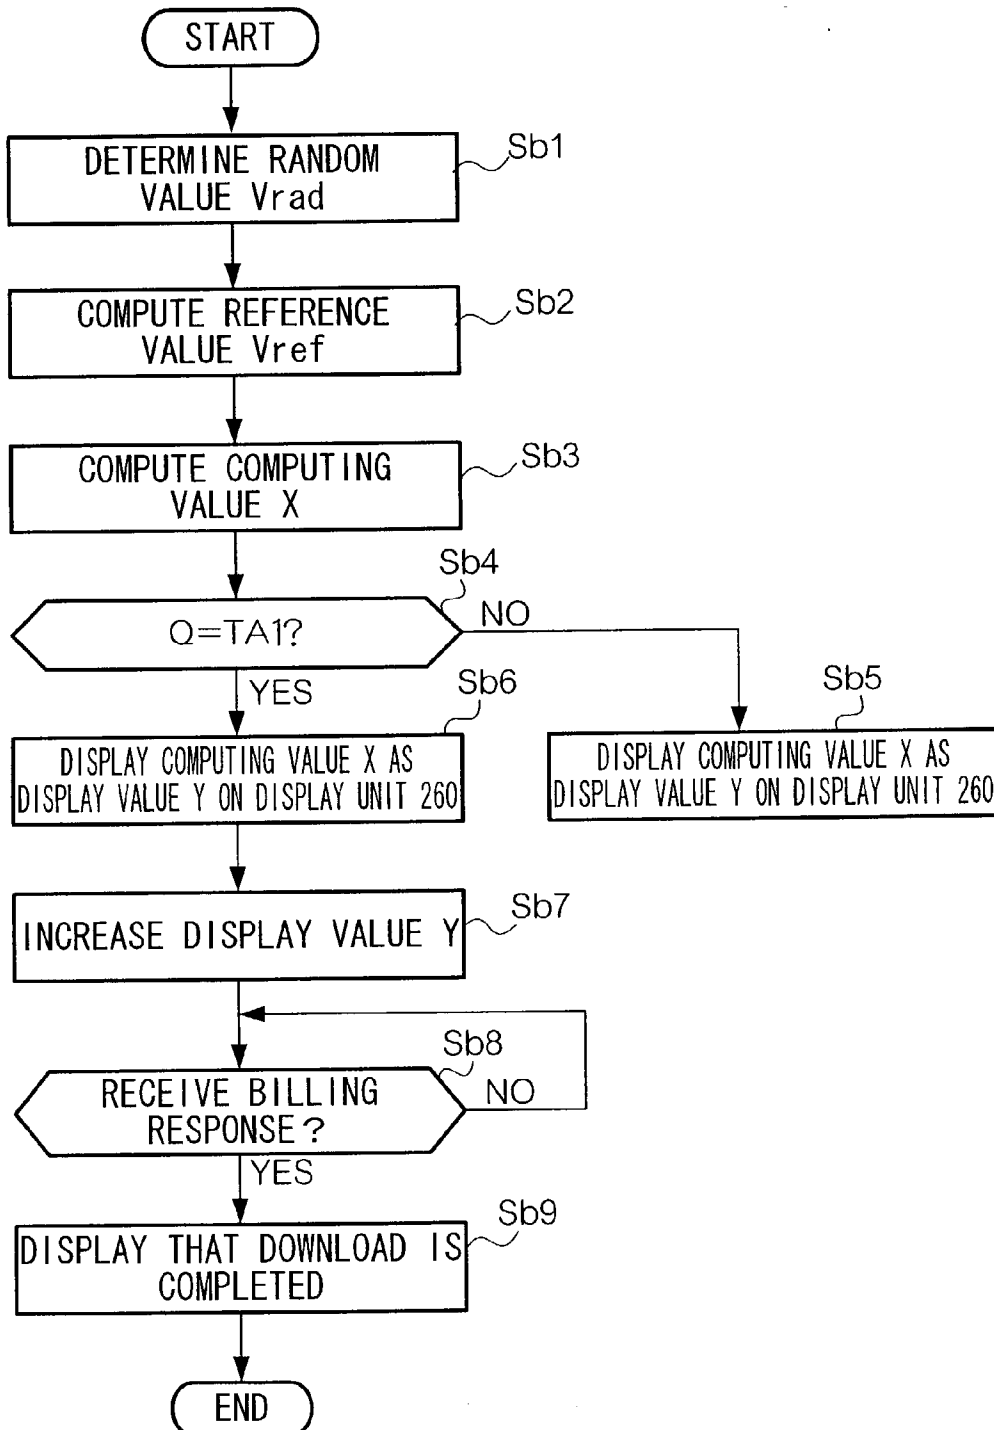 START
Sb1
DETERMINE RANDOM
VALUE Vrad
Sb2
COMPUTE REFERENCE
VALUE Vref
Sb3
COMPUTE COMPUTING
VALUE X
Sb4
Q=TA1?
NO
YES
Sb5
DISPLAY COMPUTING VALUE X AS
DISPLAY VALUE Y ON DISPLAY UNIT 260
Sb6
DISPLAY COMPUTING VALUE X AS
DISPLAY VALUE Y ON DISPLAY UNIT 260
Sb7
INCREASE DISPLAY VALUE Y
Sb8
RECEIVE BILLING
RESPONSE?
NO
YES
Sb9
DISPLAY THAT DOWNLOAD IS
COMPLETED
END